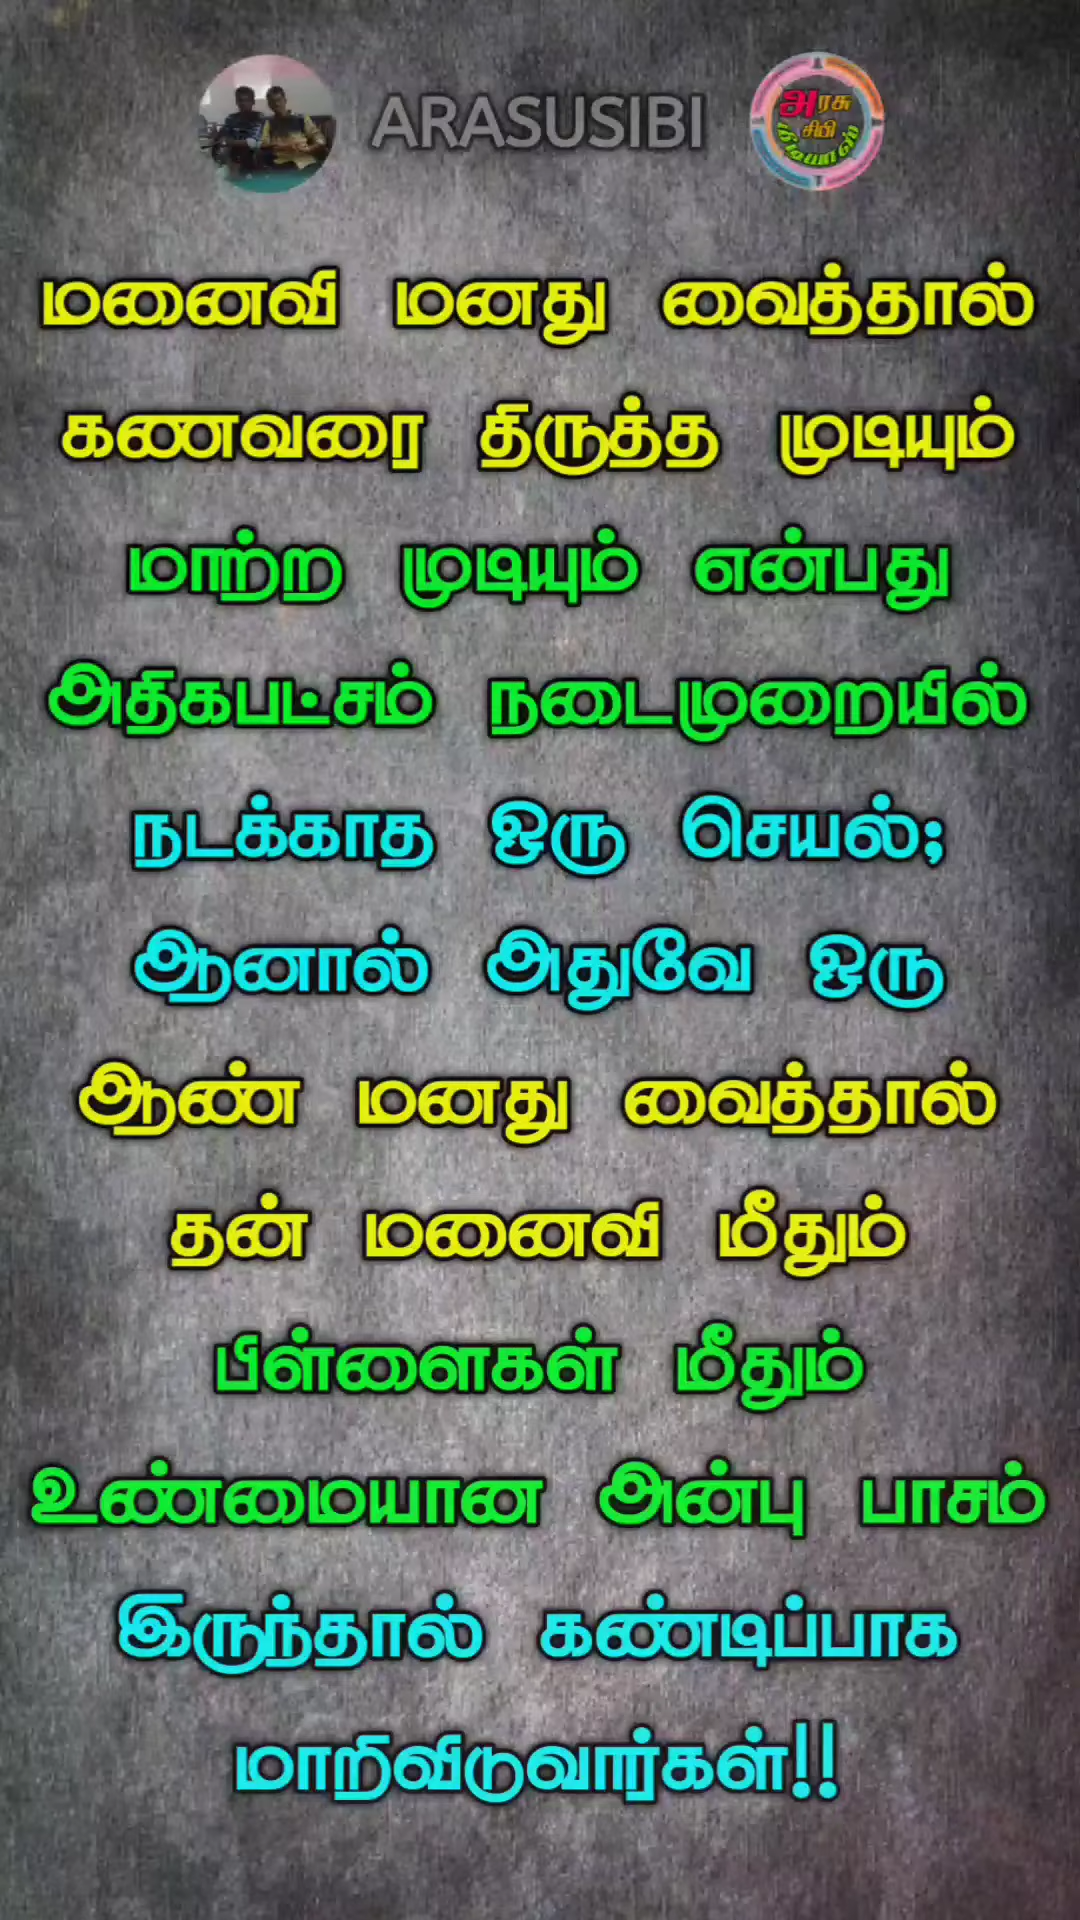 ARASUSIBI
அரசு
சிபி
மீடியாஸ்
மனைவி மனது வைத்தால்
கணவரை திருத்த முடியும்
மாற்ற முடியும் என்பது
அதிகபட்சம் நடைமுறையில்
நடக்காத ஒரு செயல்;
ஆனால் அதுவே ஒரு
ஆண் மனது வைத்தால்
தன் மனைவி மீதும்
பிள்ளைகள் மீதும்
உண்மையான அன்பு பாசம்
இருந்தால் கண்டிப்பாக
மாறிவிடுவார்கள்!!